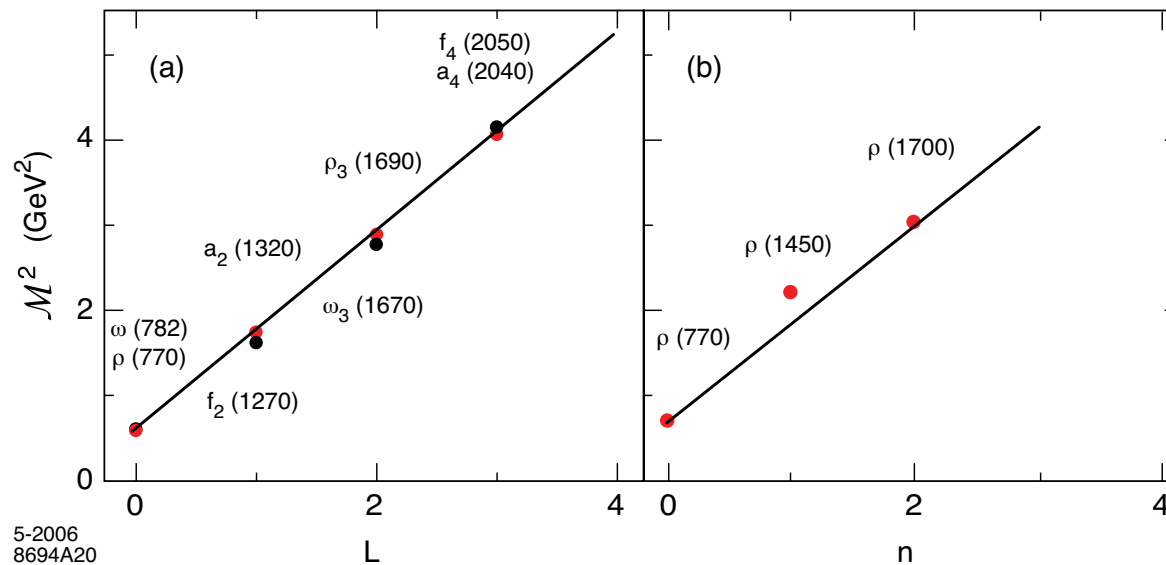 (a)
f4 (2050)
a4 (2040)
ρ3 (1690)
a2 (1320)
ω3 (1670)
ω (782)
ρ (770)
f2 (1270)
4
2
0
ℳ² (GeV²)
0
2
4
L
(b)
ρ (1700)
ρ (1450)
ρ (770)
0
2
4
n
5-2006
8694A20